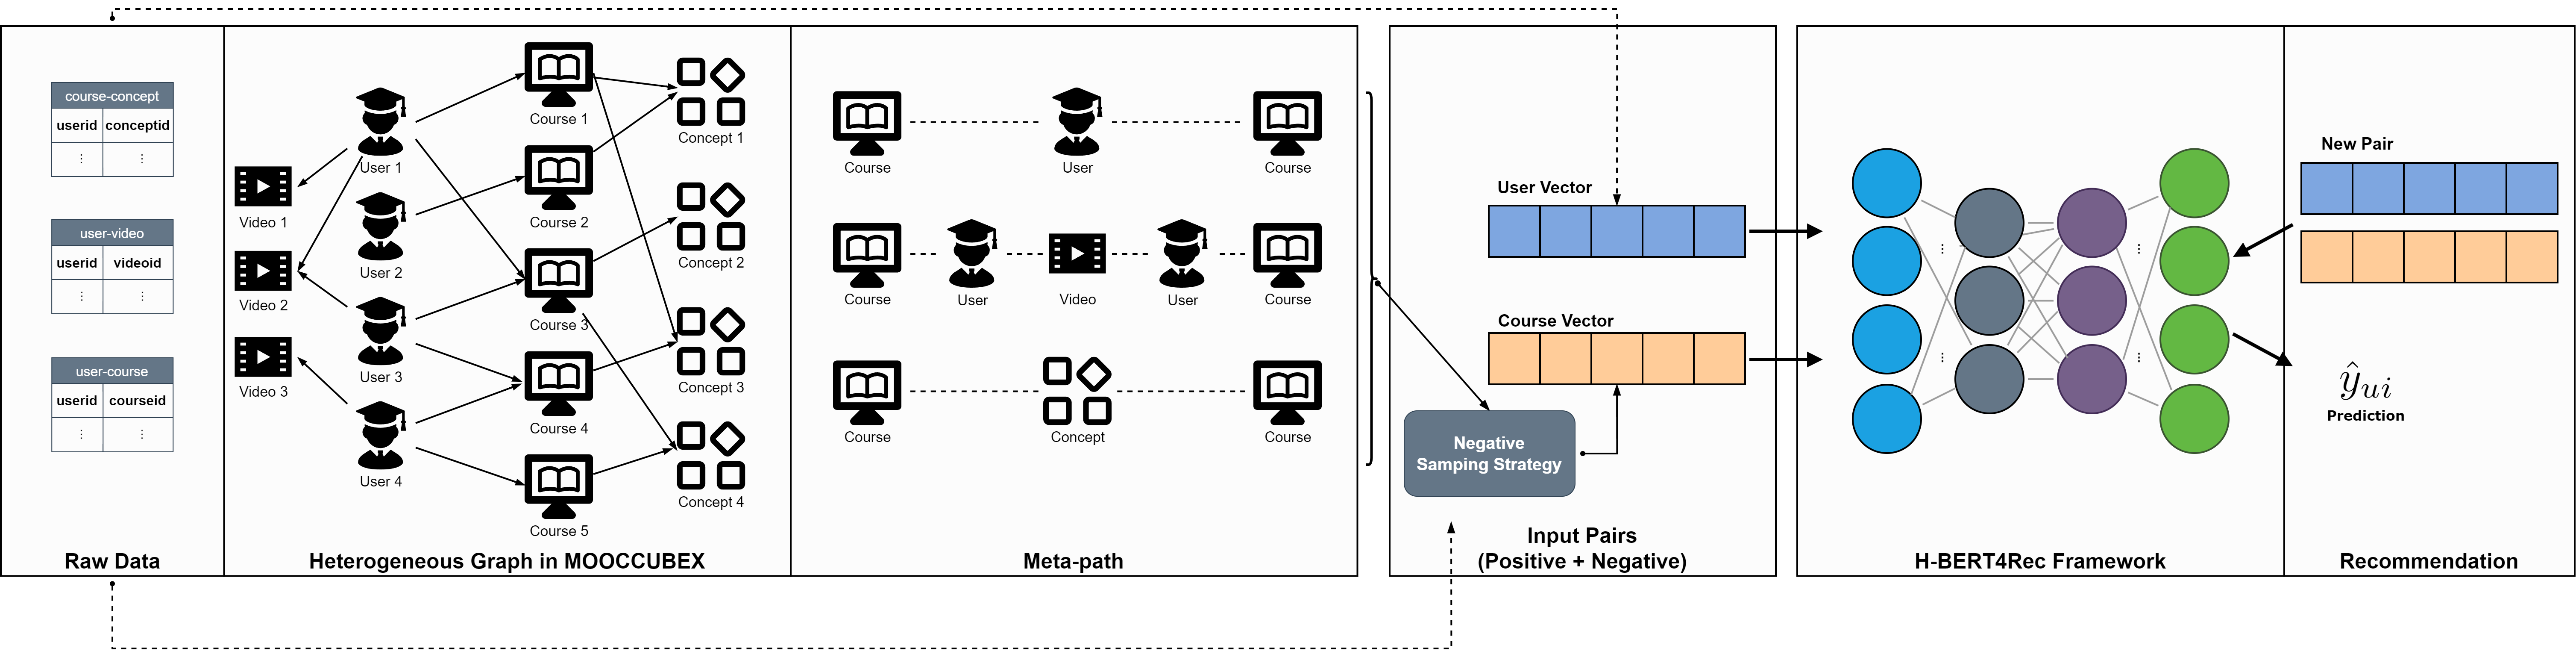 course-concept
userid conceptid
⋮ ⋮
user-video
userid videoid
⋮ ⋮
user-course
userid courseid
⋮ ⋮
Raw Data
Video 1
Video 2
Video 3
User 1
User 2
User 3
User 4
Course 1
Course 2
Course 3
Course 4
Course 5
Concept 1
Concept 2
Concept 3
Concept 4
Heterogeneous Graph in MOOCCUBEX
Course User Course
Course User Video User Course
Course Concept Course
Meta-path
User Vector
Course Vector
Negative
Samping Strategy
Input Pairs
(Positive + Negative)
⋮ ⋮
⋮ ⋮
H-BERT4Rec Framework
New Pair
ŷui
Prediction
Recommendation